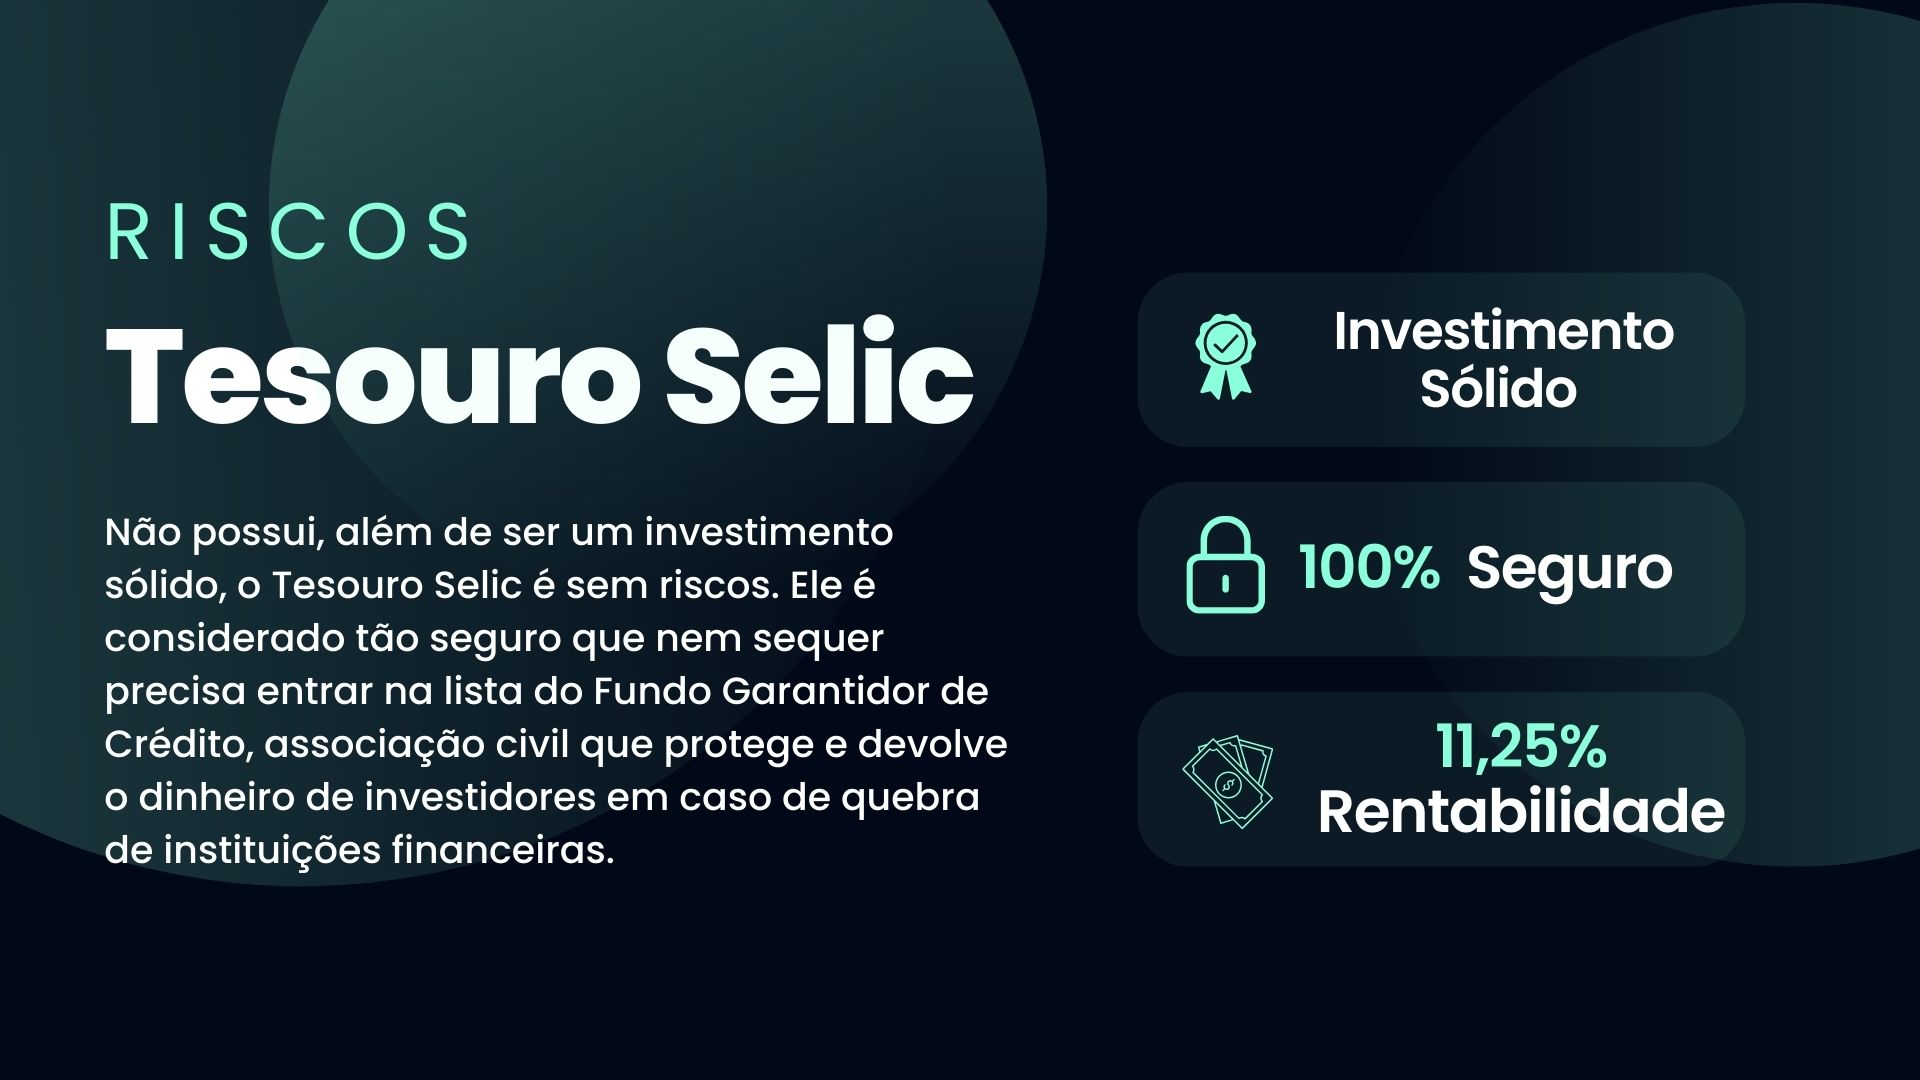 RISCOS
Tesouro Selic
Não possui, além de ser um investimento
sólido, o Tesouro Selic é sem riscos. Ele é
considerado tão seguro que nem sequer
precisa entrar na lista do Fundo Garantidor de
Crédito, associação civil que protege e devolve
o dinheiro de investidores em caso de quebra
de instituições financeiras.
Investimento
Sólido
100% Seguro
11,25%
Rentabilidade